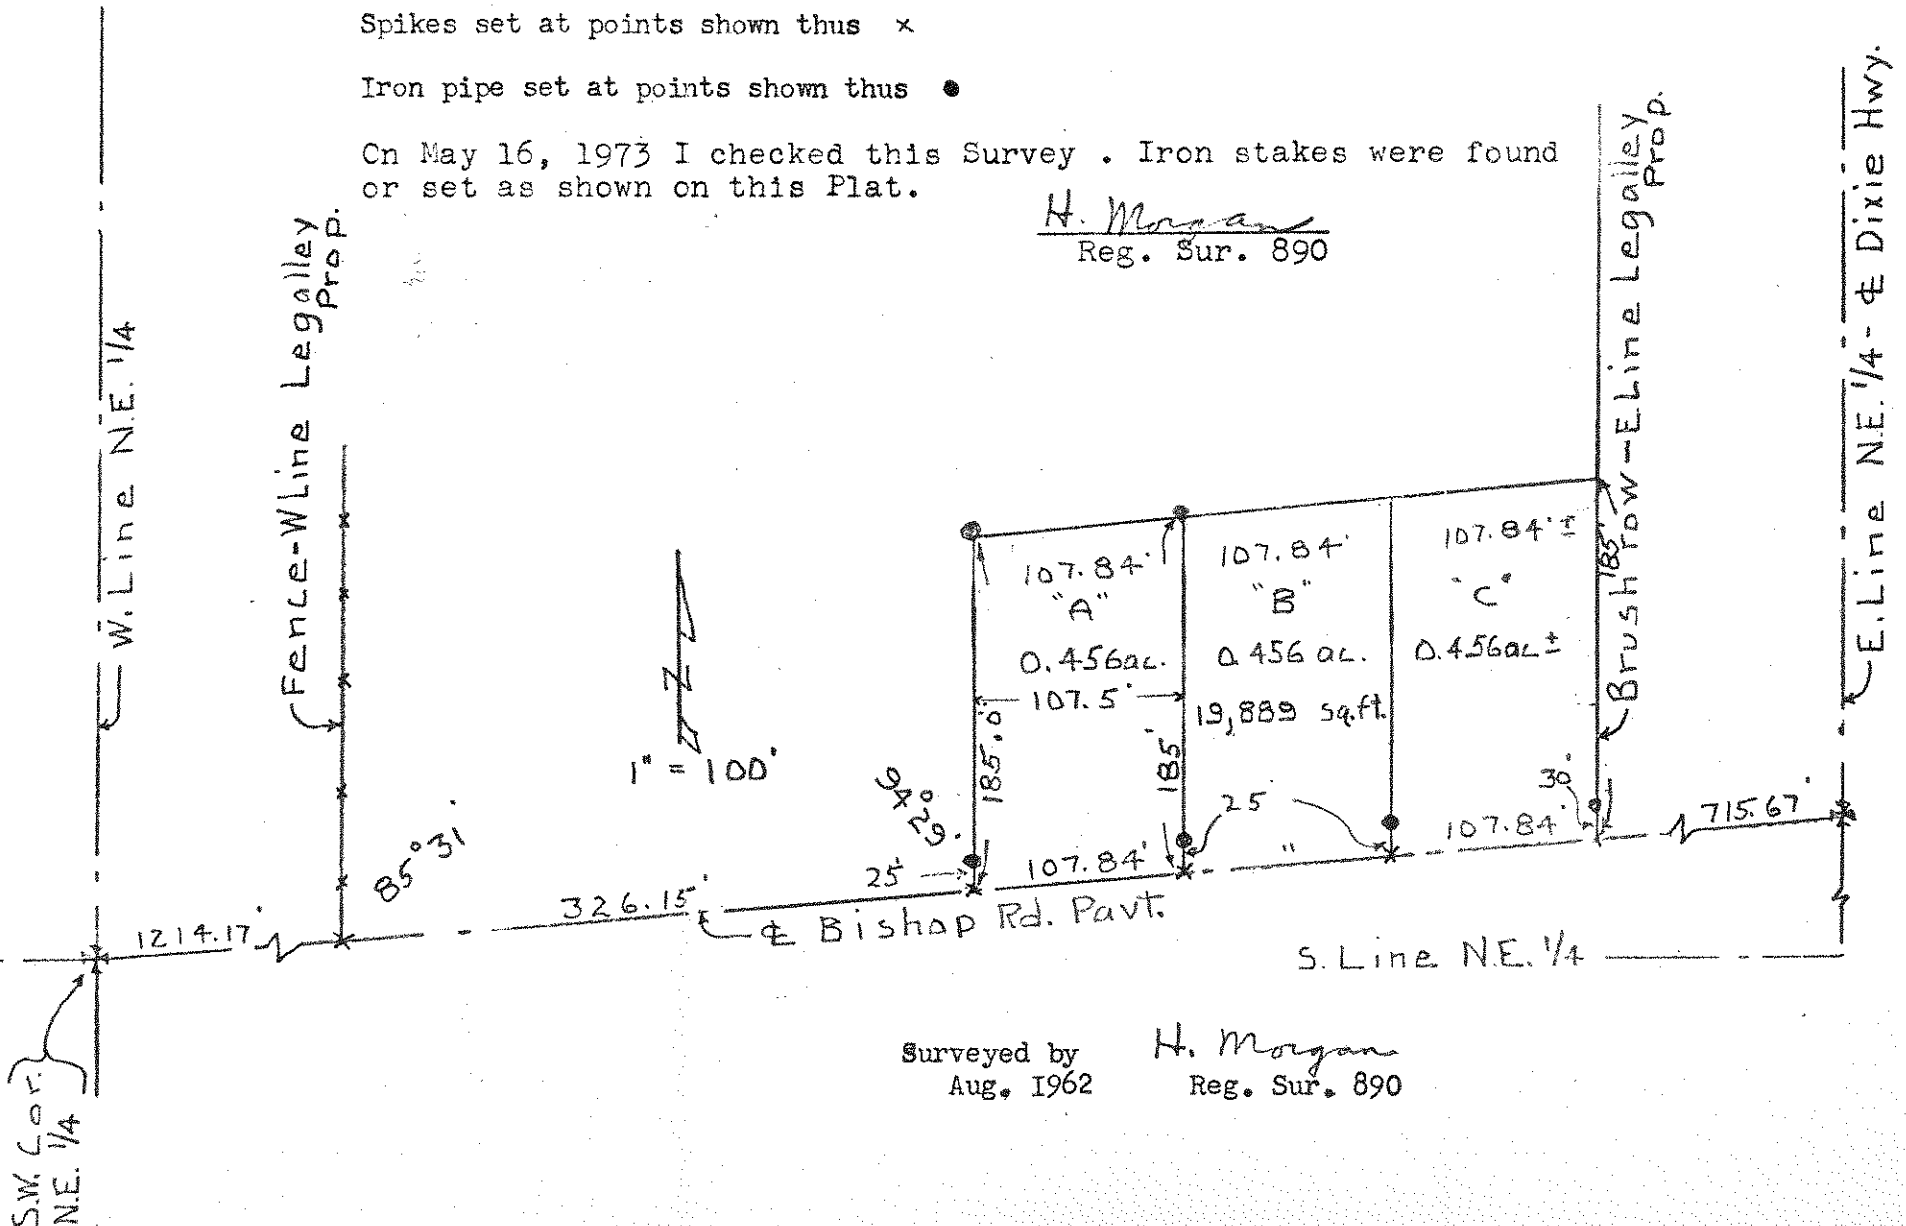 Spikes set at points shown thus ×
Iron pipe set at points shown thus ●
Cn May 16, 1973 I checked this Survey . Iron stakes were found
or set as shown on this Plat.
H. Morgan
Reg. Sur. 890
W. Line N.E. 1/4
Fence-W Line Legalley
Prop.
Brush row-E Line Legalley
Prop.
E. Line N.E. 1/4 - ℄ Dixie Hwy.
N
1" = 100'
107.84'
"A"
0.456 ac.
107.5'
185.0'
185'
107.84'
"B"
0.456 ac.
19,889 sq.ft.
107.84' ±
"C"
0.456 ac ±
185'
94° 29'
85° 31'
25'
25'
30'
1214.17'
326.15'
107.84'
"
107.84'
715.67'
℄ Bishop Rd. Pavt.
S. Line N.E. 1/4
S.W. Cor.
N.E. 1/4
Surveyed by H. Morgan
Aug. 1962 Reg. Sur. 890